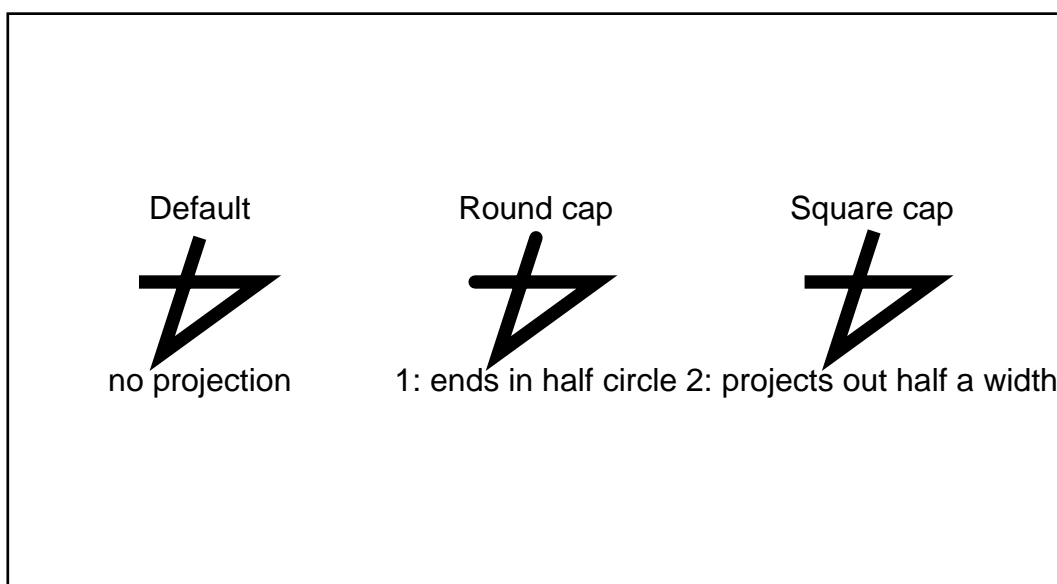 Default
Round cap
Square cap
no projection
1: ends in half circle
2: projects out half a width